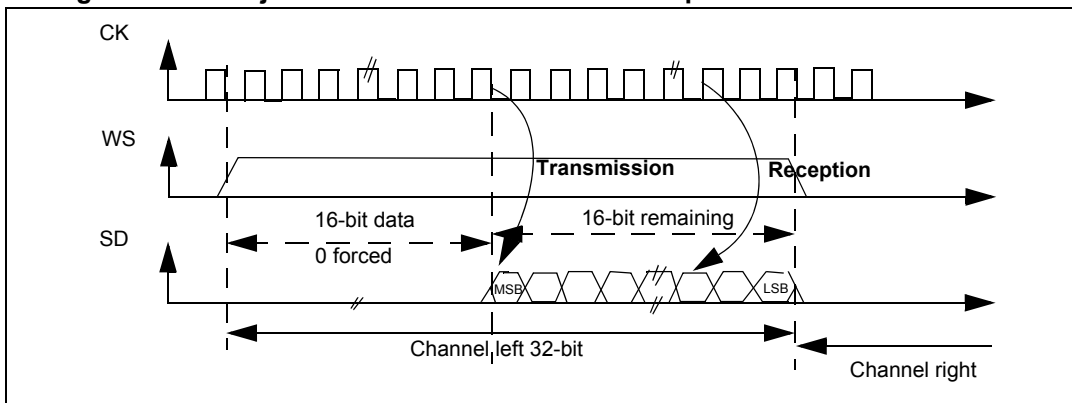 CK
WS
Transmission
Reception
16-bit data
16-bit remaining
SD
0 forced
MSB
LSB
Channel left 32-bit
Channel right